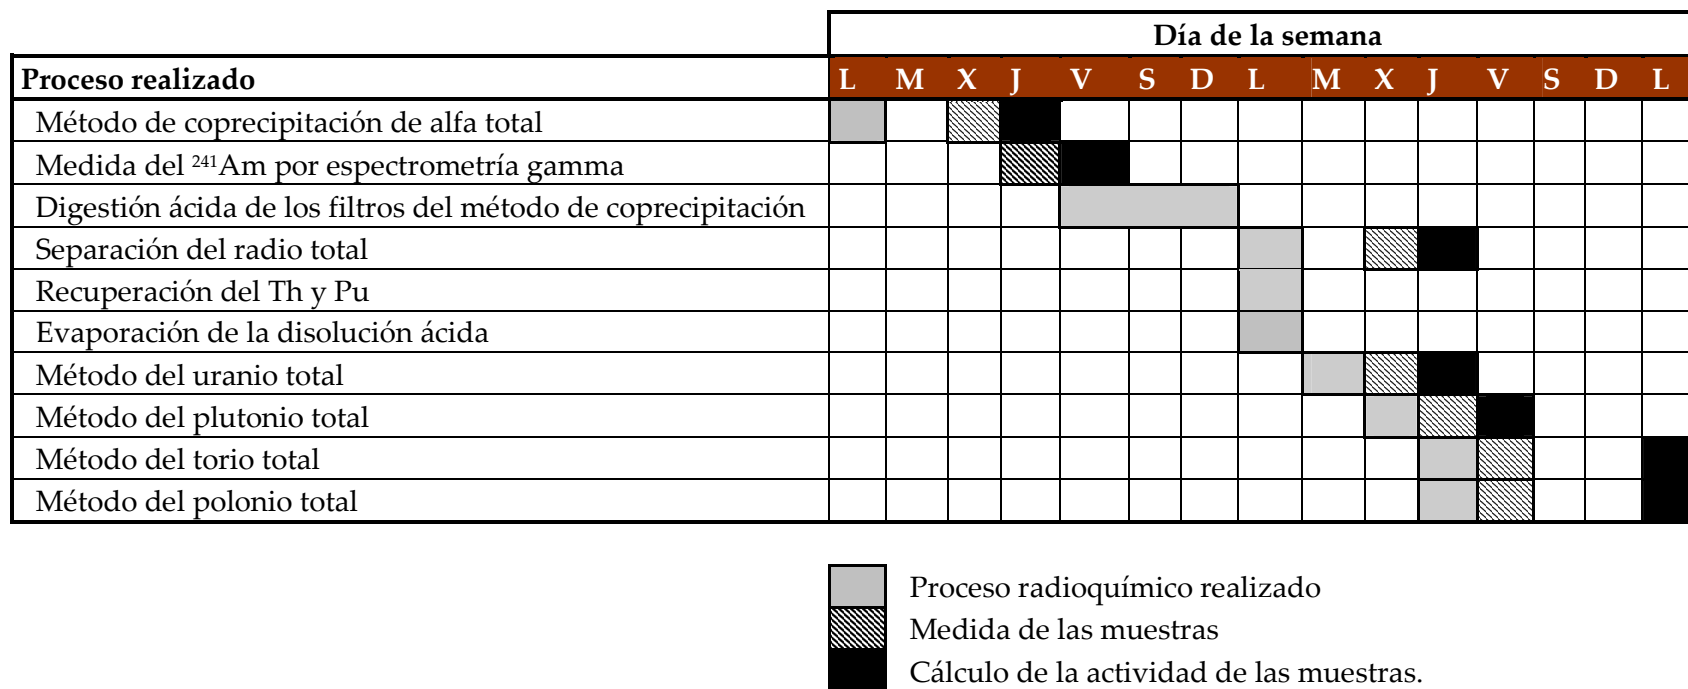 Día de la semana
Proceso realizado L M X J V S D L M X J V S D L
Método de coprecipitación de alfa total
Medida del ²⁴¹Am por espectrometría gamma
Digestión ácida de los filtros del método de coprecipitación
Separación del radio total
Recuperación del Th y Pu
Evaporación de la disolución ácida
Método del uranio total
Método del plutonio total
Método del torio total
Método del polonio total
Proceso radioquímico realizado
Medida de las muestras
Cálculo de la actividad de las muestras.